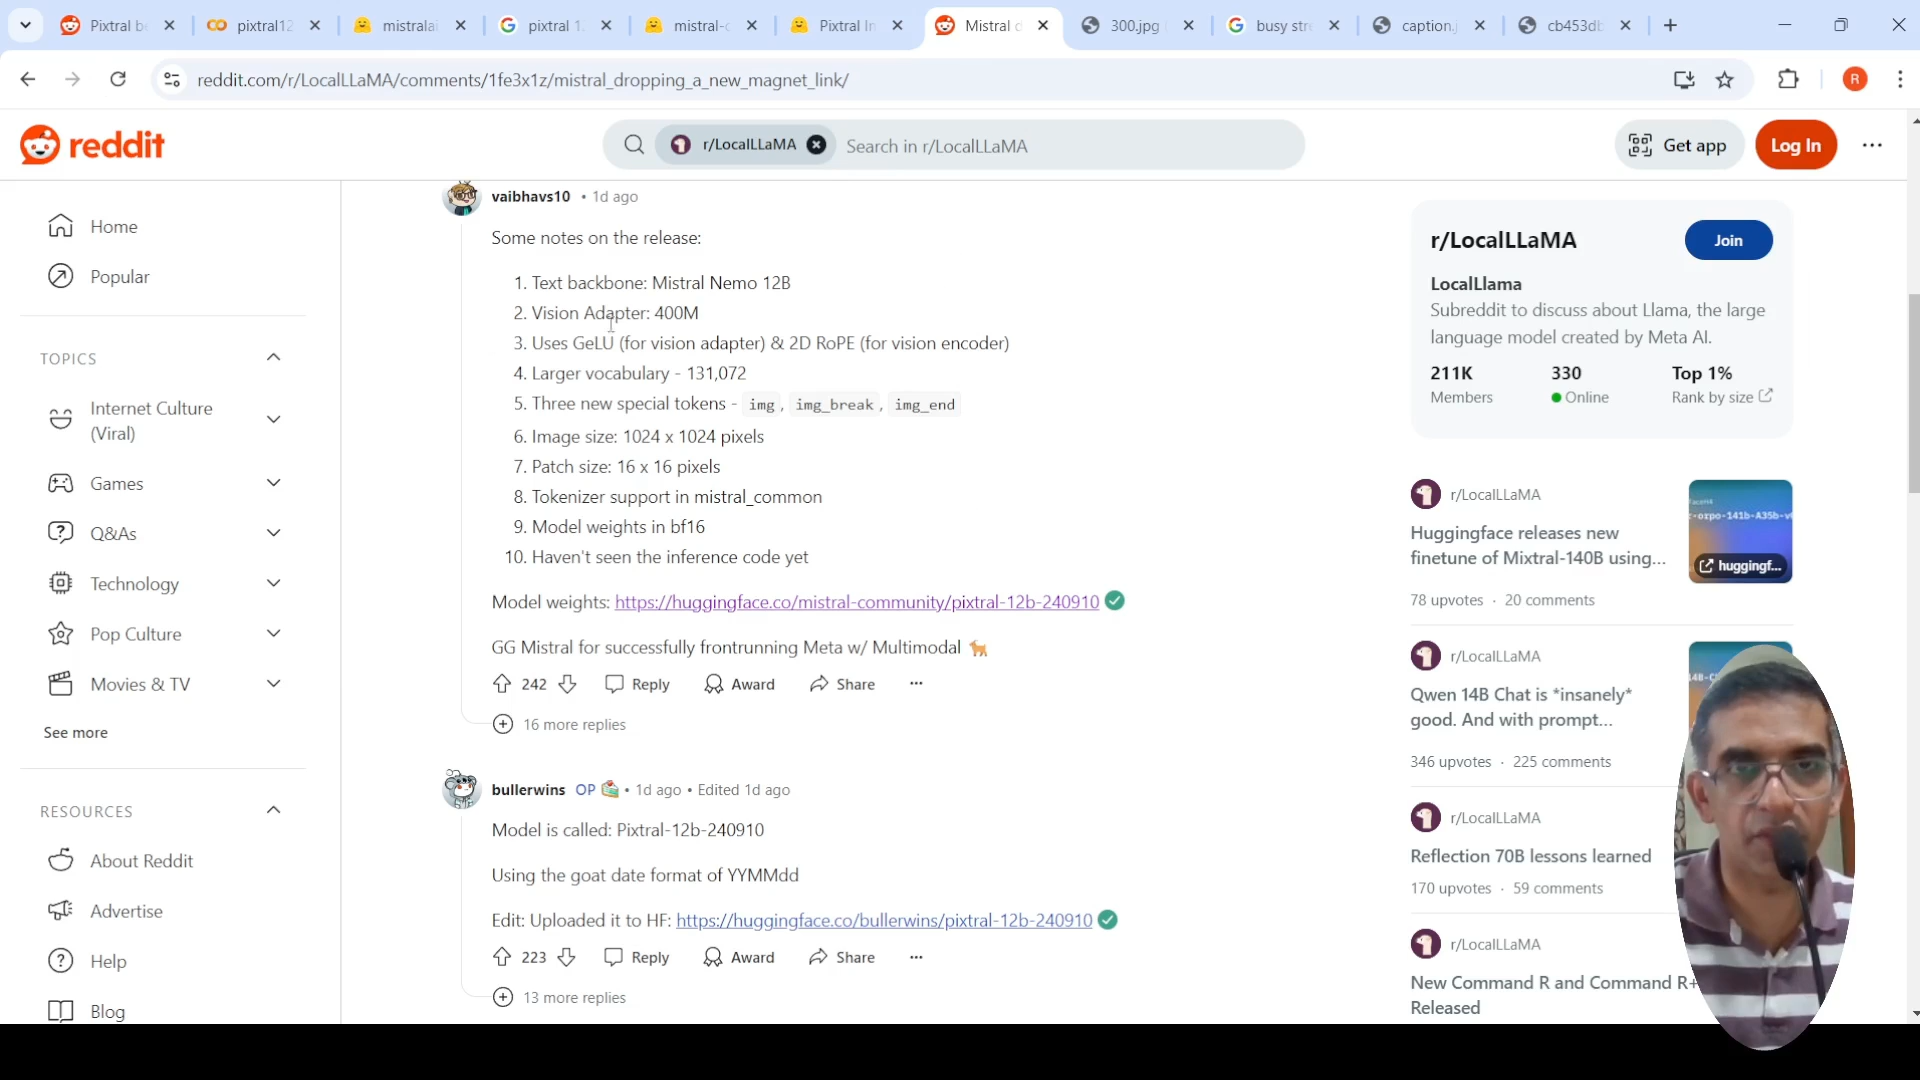 Pixtral be
pixtral12
mistralai
pixtral 1
mistral-c
Pixtral In
Mistral d
300.jpg
busy stre
caption.j
cb453db
reddit.com/r/LocalLLaMA/comments/1fe3x1z/mistral_dropping_a_new_magnet_link/
R
reddit
r/LocalLLaMA
Search in r/LocalLLaMA
Get app
Log In
Home
Popular
TOPICS
Internet Culture
(Viral)
Games
Q&As
Technology
Pop Culture
Movies & TV
See more
RESOURCES
About Reddit
Advertise
Help
Blog
vaibhavs10 • 1d ago
Some notes on the release:
1. Text backbone: Mistral Nemo 12B
2. Vision Adapter: 400M
3. Uses GeLU (for vision adapter) & 2D RoPE (for vision encoder)
4. Larger vocabulary - 131,072
5. Three new special tokens - img, img_break, img_end
6. Image size: 1024 x 1024 pixels
7. Patch size: 16 x 16 pixels
8. Tokenizer support in mistral_common
9. Model weights in bf16
10. Haven't seen the inference code yet
Model weights: https://huggingface.co/mistral-community/pixtral-12b-240910
GG Mistral for successfully frontrunning Meta w/ Multimodal 🐐
242 Reply Award Share
16 more replies
bullerwins OP 🍰 • 1d ago • Edited 1d ago
Model is called: Pixtral-12b-240910
Using the goat date format of YYMMdd
Edit: Uploaded it to HF: https://huggingface.co/bullerwins/pixtral-12b-240910
223 Reply Award Share
13 more replies
r/LocalLLaMA
Join
LocalLlama
Subreddit to discuss about Llama, the large
language model created by Meta AI.
211K 330 Top 1%
Members Online Rank by size
r/LocalLLaMA
Huggingface releases new
finetune of Mixtral-140B using...
-orpo-141b-A35b-v
huggingf...
78 upvotes · 20 comments
r/LocalLLaMA
Qwen 14B Chat is *insanely*
good. And with prompt...
346 upvotes · 225 comments
r/LocalLLaMA
Reflection 70B lessons learned
170 upvotes · 59 comments
r/LocalLLaMA
New Command R and Command R+
Released